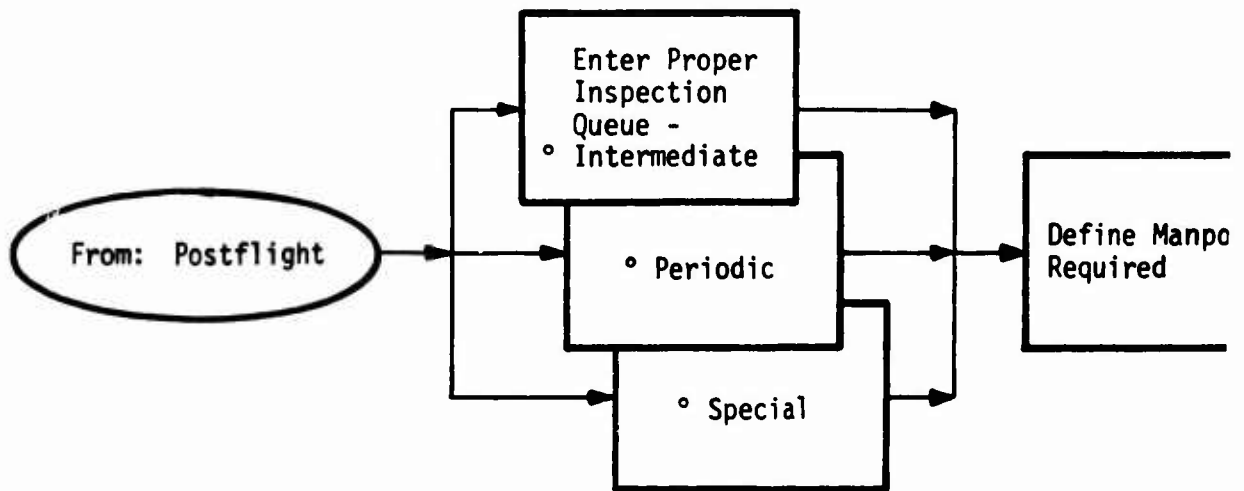 Enter Proper
Inspection
Queue -
° Intermediate
From: Postflight
° Periodic
Define Manpo
Required
° Special